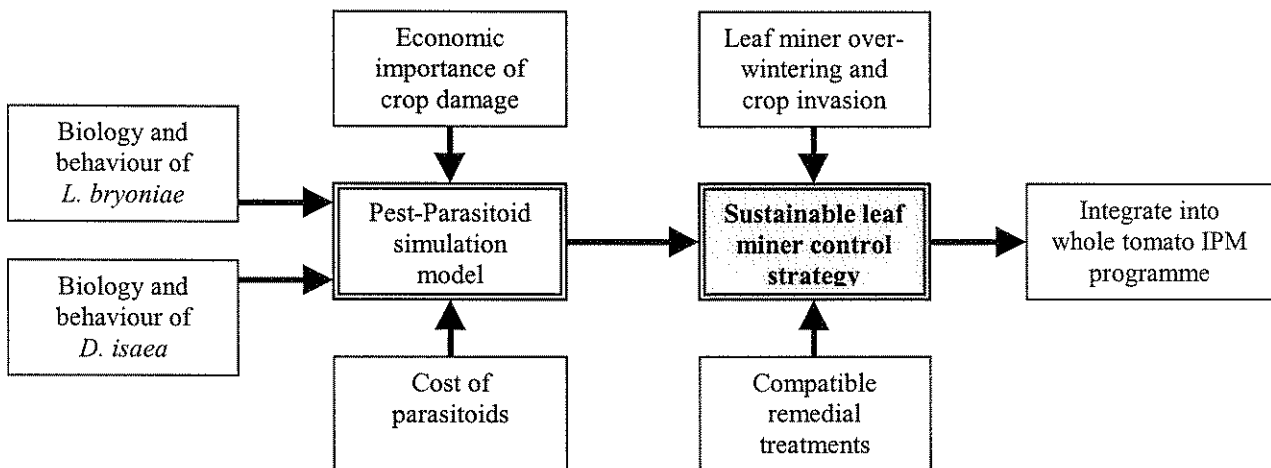 Economic
importance of
crop damage
Leaf miner over-
wintering and
crop invasion
Biology and
behaviour of
L. bryoniae
Pest-Parasitoid
simulation
model
Sustainable leaf
miner control
strategy
Integrate into
whole tomato IPM
programme
Biology and
behaviour of
D. isaea
Cost of
parasitoids
Compatible
remedial
treatments